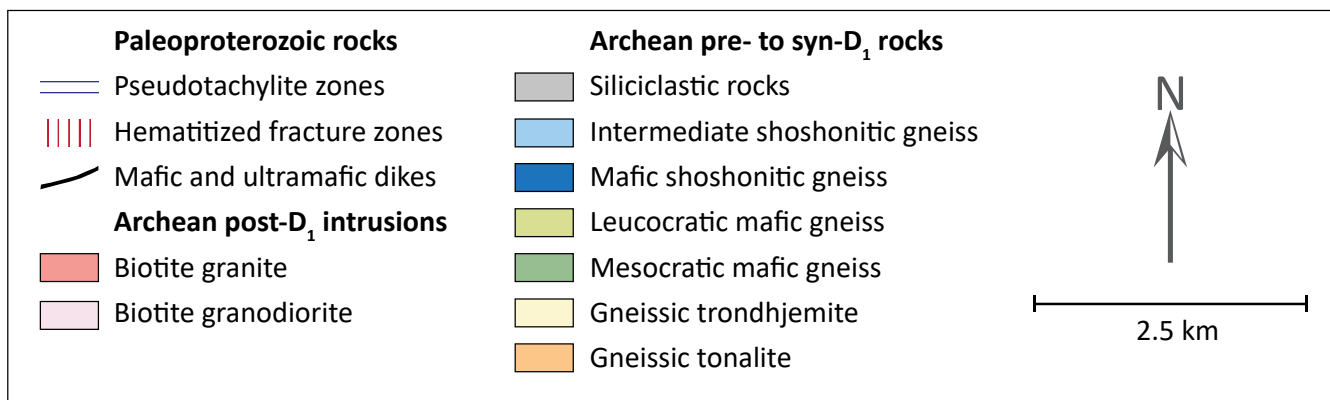 Paleoproterozoic rocks
Pseudotachylite zones
Hematitized fracture zones
Mafic and ultramafic dikes
Archean post-D1 intrusions
Biotite granite
Biotite granodiorite
Archean pre- to syn-D1 rocks
Siliciclastic rocks
Intermediate shoshonitic gneiss
Mafic shoshonitic gneiss
Leucocratic mafic gneiss
Mesocratic mafic gneiss
Gneissic trondhjemite
Gneissic tonalite
N
2.5 km